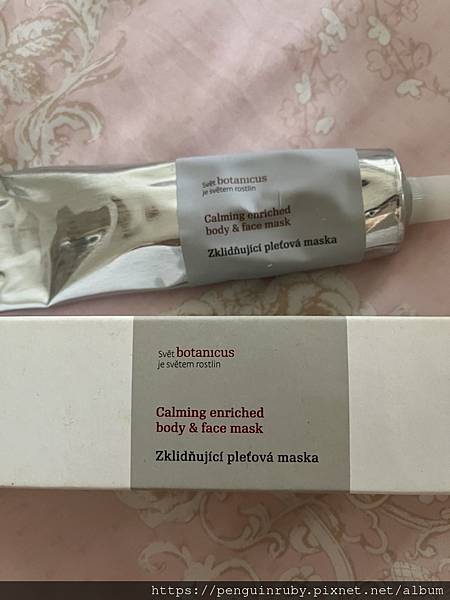 Svět botanicus
je světem rostlin
Calming enriched
body & face mask
Zklidňující pleťová maska
Svět botanicus
je světem rostlin
Calming enriched
body & face mask
Zklidňující pleťová maska
https://penguinruby.pixnet.net/album